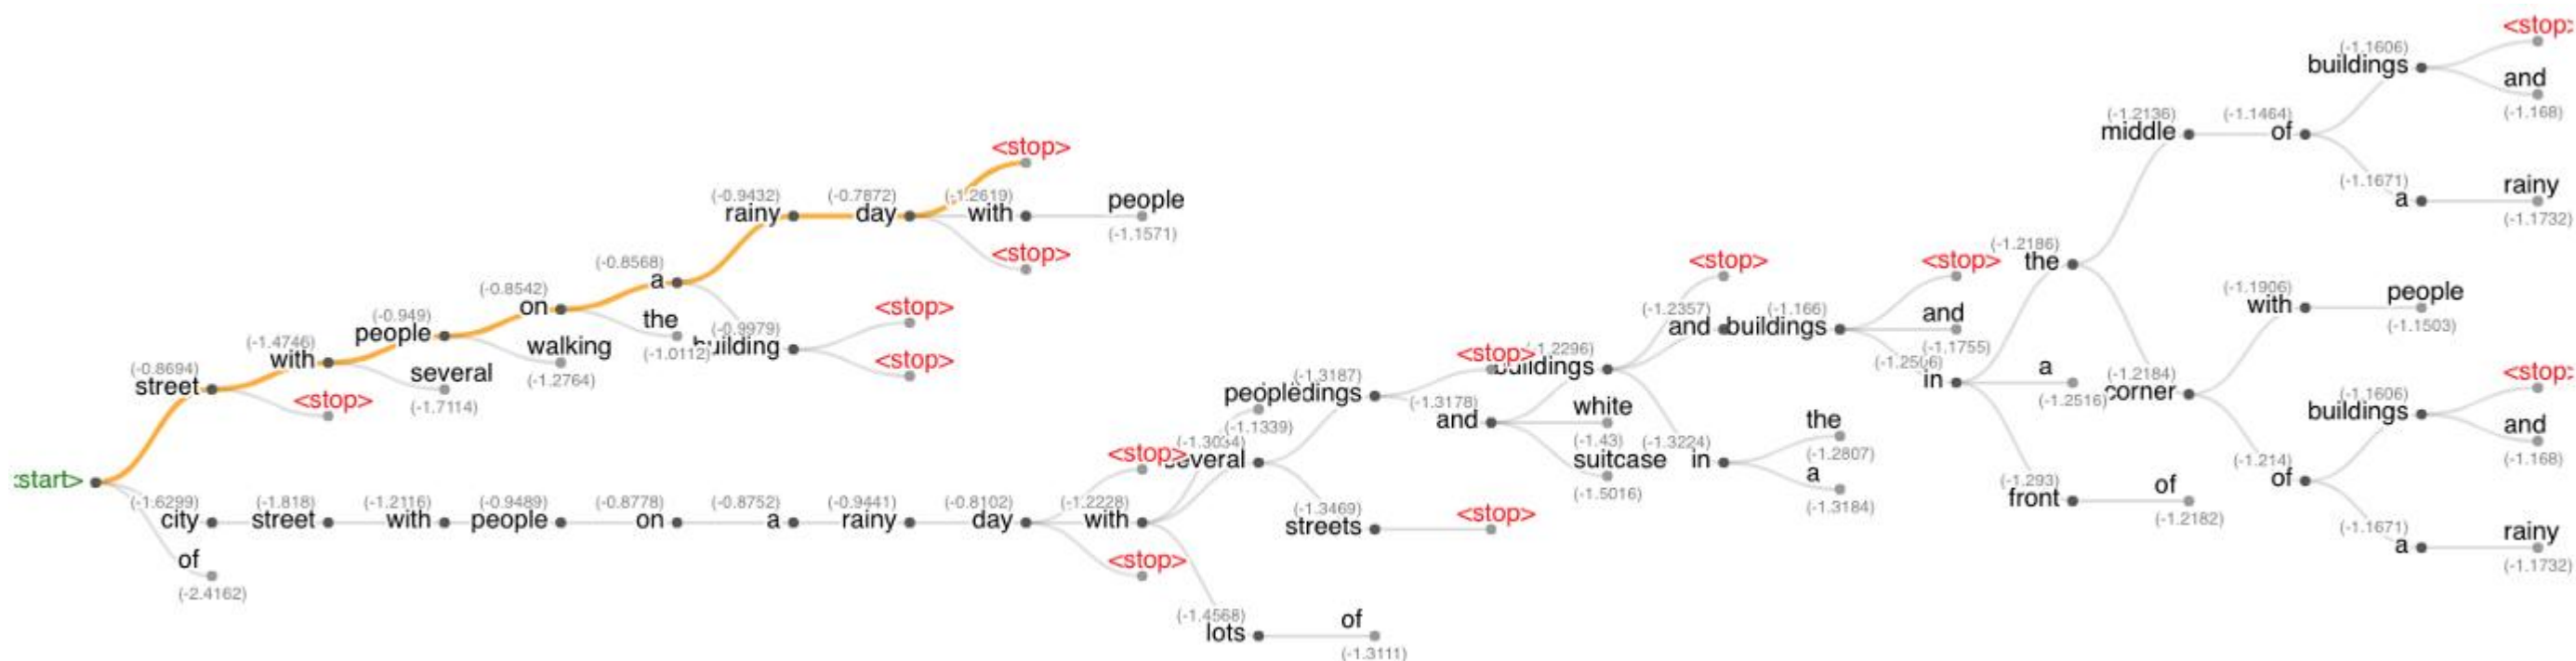 <stop>
(-1.1606)
buildings
and
(-1.168)
(-1.2136)
middle
(-1.1464)
of
<stop>
(-1.1671)
a
rainy
(-1.1732)
(-0.9432)
rainy
(-0.7872)
day
(-1.2619)
with
people
(-1.1571)
<stop>
(-1.2186)
the
<stop>
<stop>
(-0.8568)
a
(-0.8542)
on
the
(-1.0112)
(-0.9979)
building
<stop>
<stop>
(-0.949)
people
walking
(-1.2764)
(-1.4746)
with
several
(-1.7114)
(-0.8694)
street
<stop>
(-1.2357)
and
(-1.166)
buildings
and
(-1.1755)
(-1.2506)
in
a
(-1.2516)
(-1.1906)
with
people
(-1.1503)
<stop>
(-1.2296)
buildings
(-1.3187)
people
dings
(-1.1339)
(-1.3178)
and
white
(-1.43)
suitcase
(-1.5016)
(-1.3224)
in
the
(-1.2807)
a
(-1.3184)
(-1.2184)
corner
(-1.1606)
buildings
<stop>
and
(-1.168)
(-1.214)
of
(-1.293)
front
of
(-1.2182)
(-1.1671)
a
rainy
(-1.1732)
<stop>
(-1.3034)
several
(-1.3469)
streets
<stop>
:start>
(-1.6299)
city
(-1.818)
street
(-1.2116)
with
(-0.9489)
people
(-0.8778)
on
(-0.8752)
a
(-0.9441)
rainy
(-0.8102)
day
(-1.2228)
with
<stop>
of
(-2.4162)
(-1.4568)
lots
of
(-1.3111)